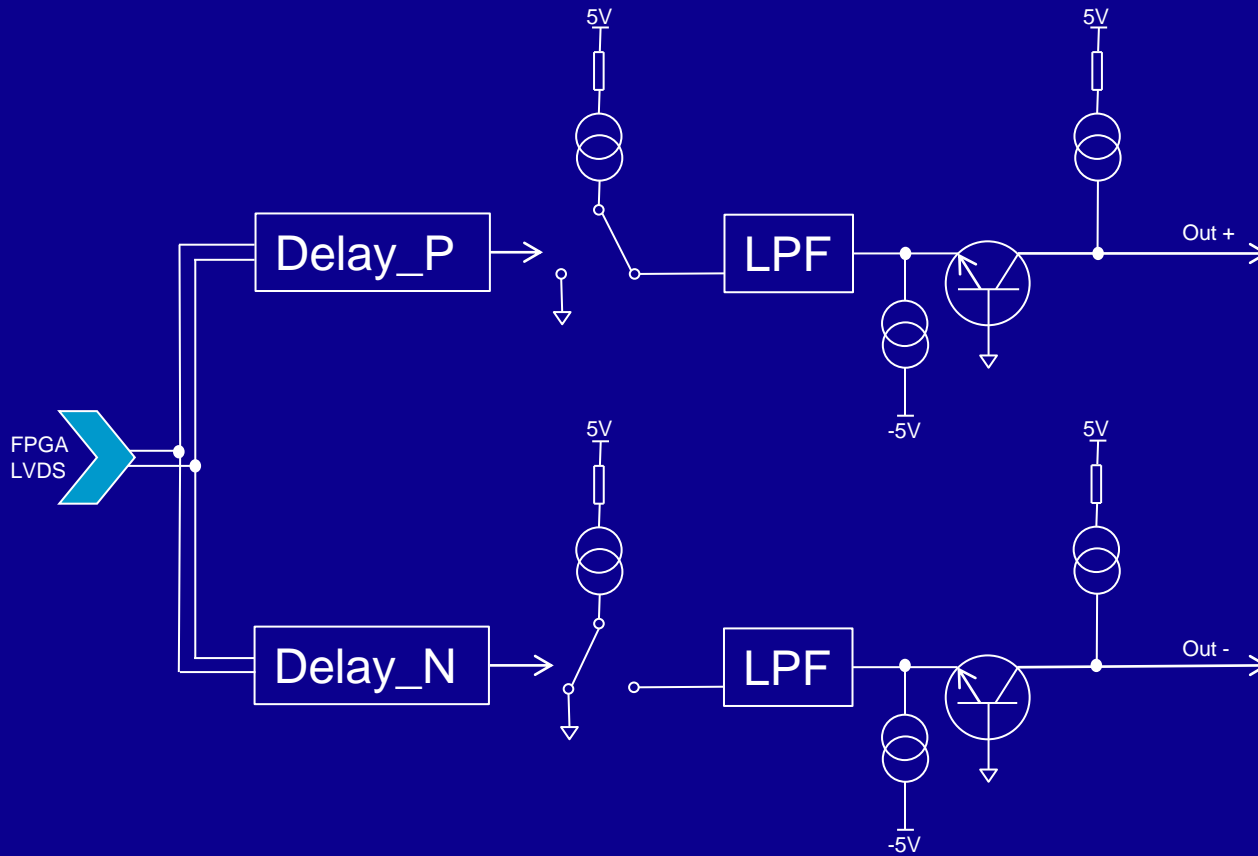 5V
5V
Delay_P
LPF
Out +
-5V
FPGA
LVDS
5V
5V
Delay_N
LPF
Out -
-5V